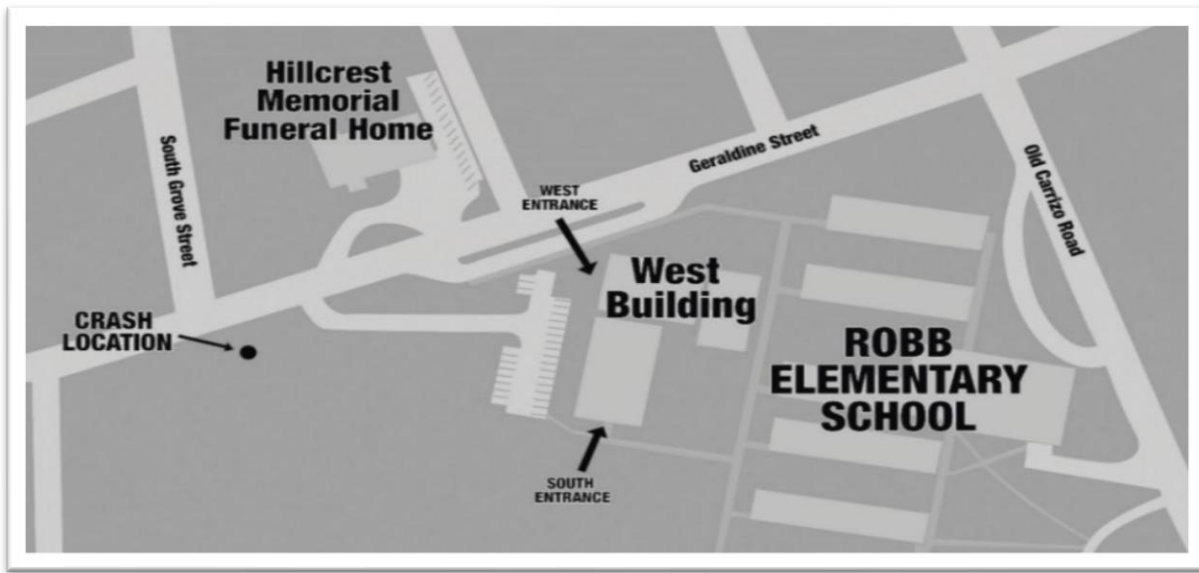 Hillcrest
Memorial
Funeral Home
South Grove Street
Geraldine Street
Old Carrizo Road
WEST
ENTRANCE
West
Building
CRASH
LOCATION
ROBB
ELEMENTARY
SCHOOL
SOUTH
ENTRANCE